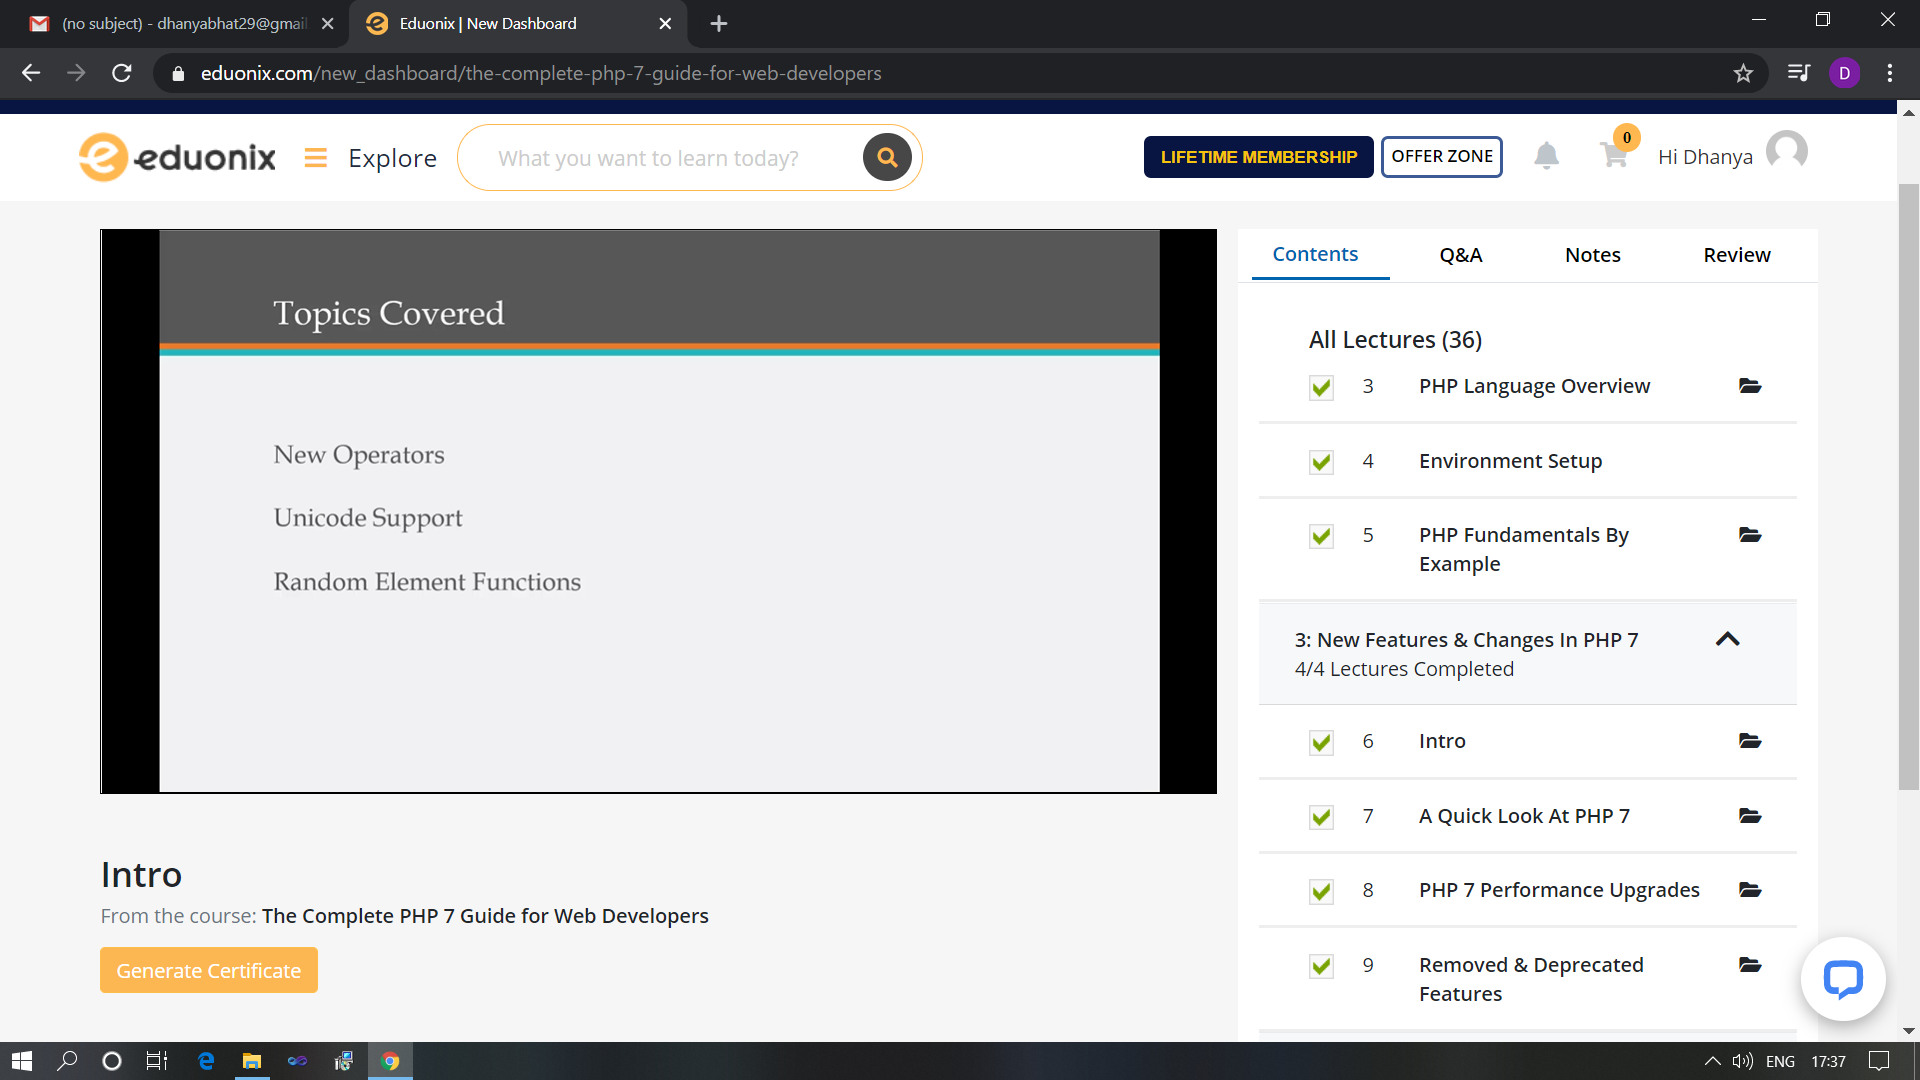 (no subject) - dhanyabhat29@gmai
Eduonix | New Dashboard
eduonix.com/new_dashboard/the-complete-php-7-guide-for-web-developers
D
eduonix
Explore
What you want to learn today?
LIFETIME MEMBERSHIP
OFFER ZONE
0
Hi Dhanya
Topics Covered
New Operators
Unicode Support
Random Element Functions
Intro
From the course: The Complete PHP 7 Guide for Web Developers
Generate Certificate
Contents
Q&A
Notes
Review
All Lectures (36)
3 PHP Language Overview
4 Environment Setup
5 PHP Fundamentals By
Example
3: New Features & Changes In PHP 7
4/4 Lectures Completed
6 Intro
7 A Quick Look At PHP 7
8 PHP 7 Performance Upgrades
9 Removed & Deprecated
Features
ENG
17:37